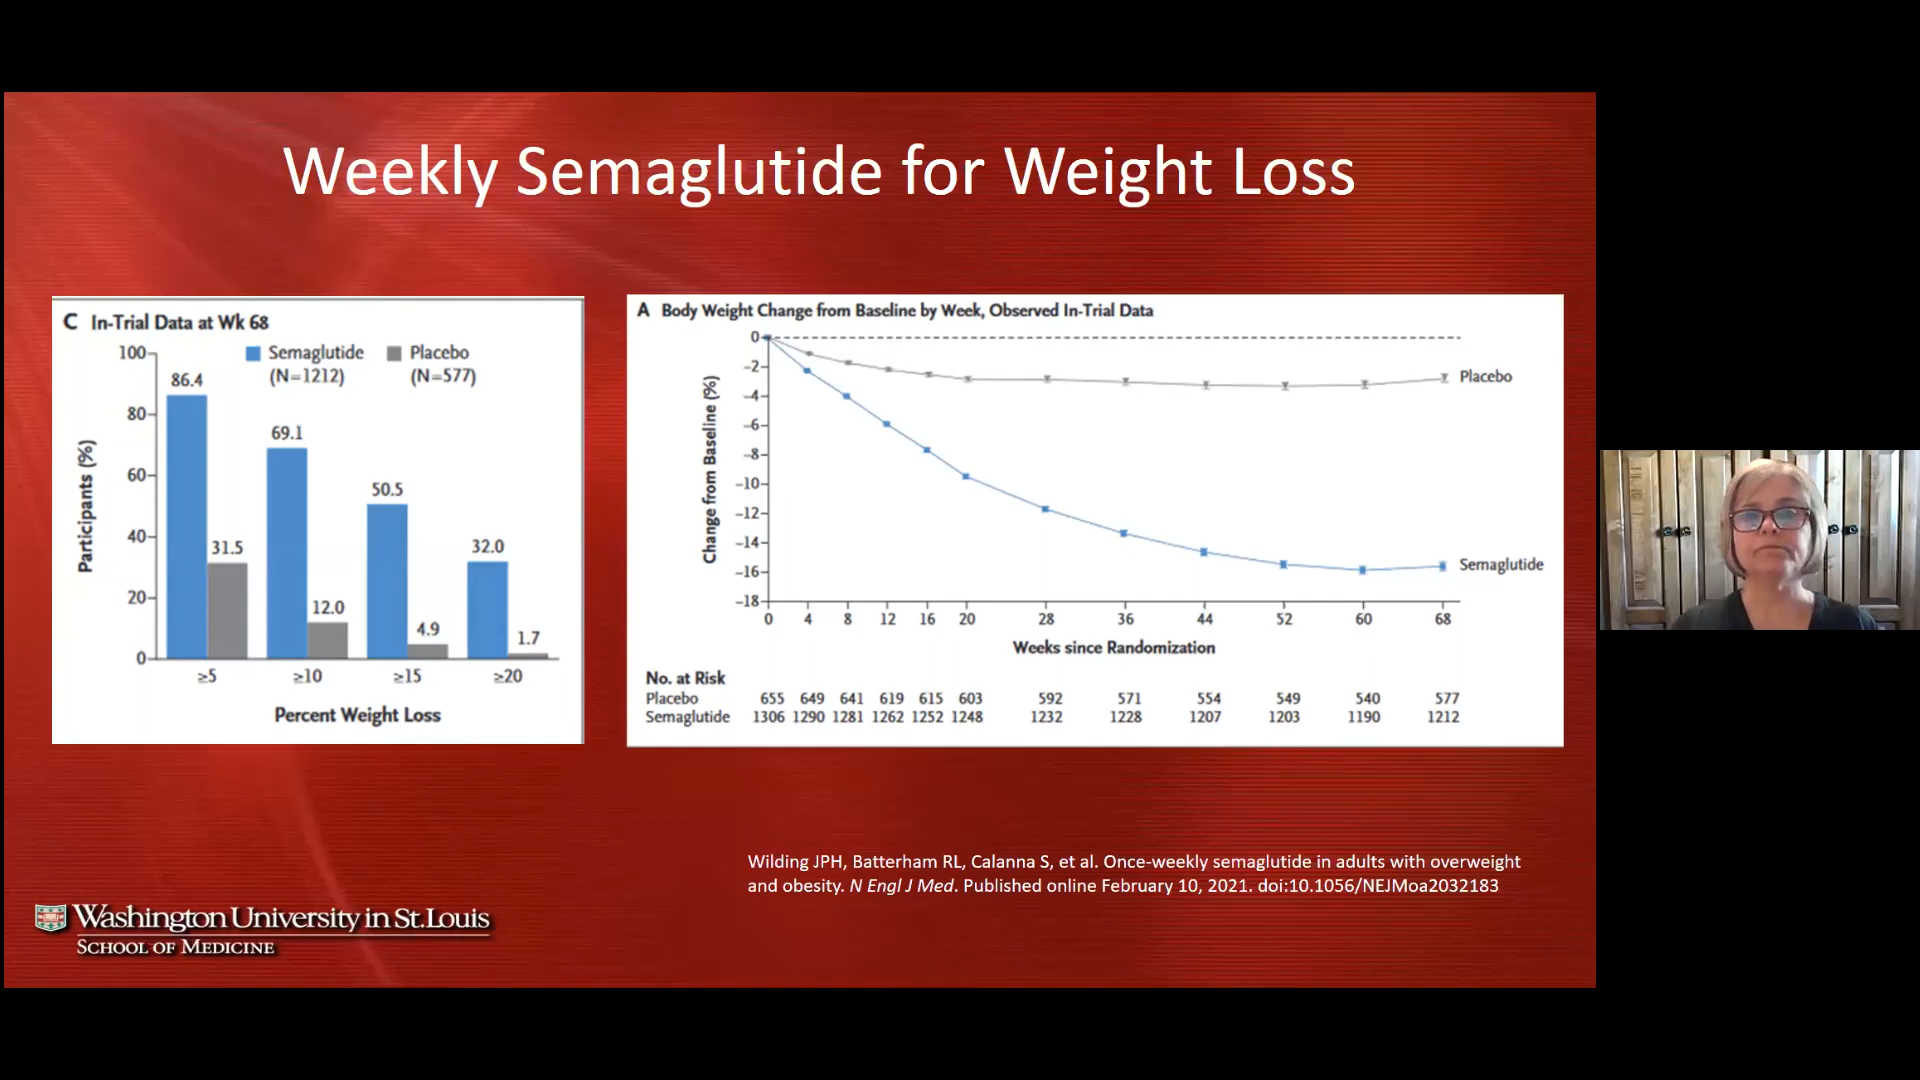 Weekly Semaglutide for Weight Loss
C In-Trial Data at Wk 68
Semaglutide (N=1212)
Placebo (N=577)
Participants (%)
100
80
60
40
20
0
86.4
31.5
69.1
12.0
50.5
4.9
32.0
1.7
≥5 ≥10 ≥15 ≥20
Percent Weight Loss
A Body Weight Change from Baseline by Week, Observed In-Trial Data
Change from Baseline (%)
0
−2
−4
−6
−8
−10
−12
−14
−16
−18
Placebo
Semaglutide
0 4 8 12 16 20 28 36 44 52 60 68
Weeks since Randomization
No. at Risk
Placebo 655 649 641 619 615 603 592 571 554 549 540 577
Semaglutide 1306 1290 1281 1262 1252 1248 1232 1228 1207 1203 1190 1212
Wilding JPH, Batterham RL, Calanna S, et al. Once-weekly semaglutide in adults with overweight
and obesity. N Engl J Med. Published online February 10, 2021. doi:10.1056/NEJMoa2032183
Washington University in St. Louis
SCHOOL OF MEDICINE